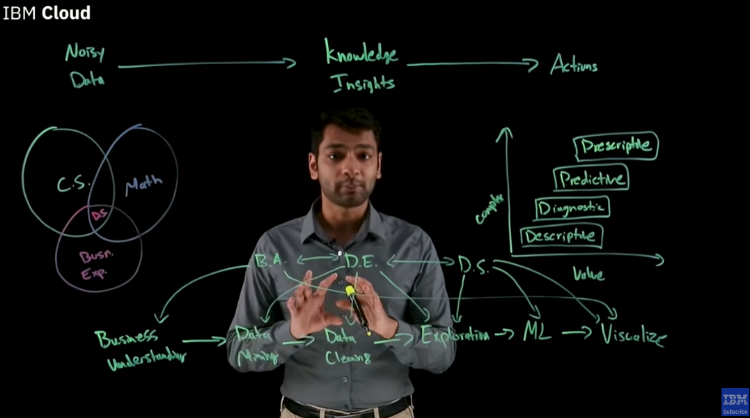 IBM Cloud
Noisy
Data
Knowledge
Insights
Actions
C.S.
Math
D.S.
Busn.
Exp.
Complex
Prescriptive
Predictive
Diagnostic
Descriptive
Value
B.A.
D.E.
D.S.
Business
Understanding
Data
Mining
Data
Cleaning
Exploration
ML
Visualize
IBM
Subscribe